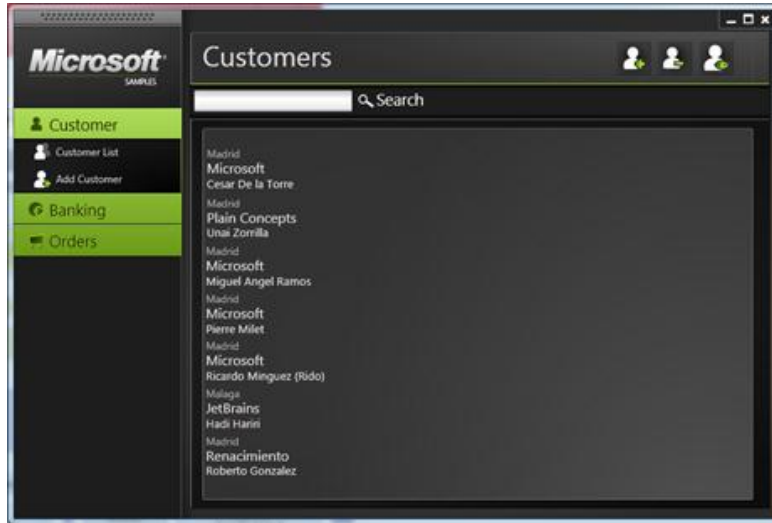 Microsoft
SAMPLES
Customer
Customer List
Add Customer
Banking
Orders
Customers
Search
Madrid
Microsoft
Cesar De la Torre
Madrid
Plain Concepts
Unai Zorrilla
Madrid
Microsoft
Miguel Angel Ramos
Madrid
Microsoft
Pierre Milet
Madrid
Microsoft
Ricardo Minguez (Rido)
Malaga
JetBrains
Hadi Hariri
Madrid
Renacimiento
Roberto Gonzalez